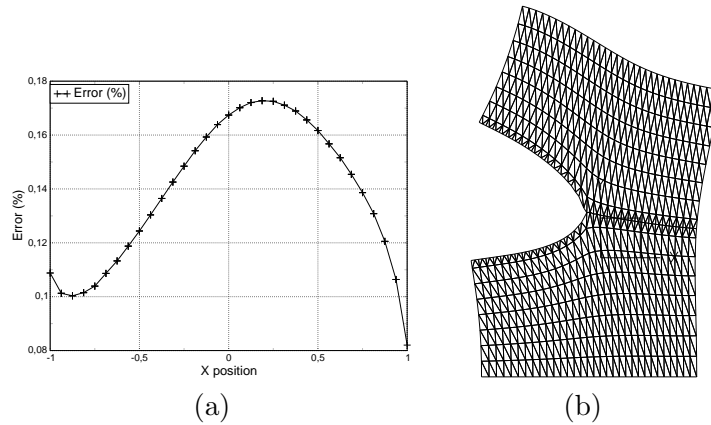 0,18
Error (%)
0,16
0,14
Error (%)
0,12
0,1
0,08
-1
-0,5
0
0,5
1
X position
(a)
(b)